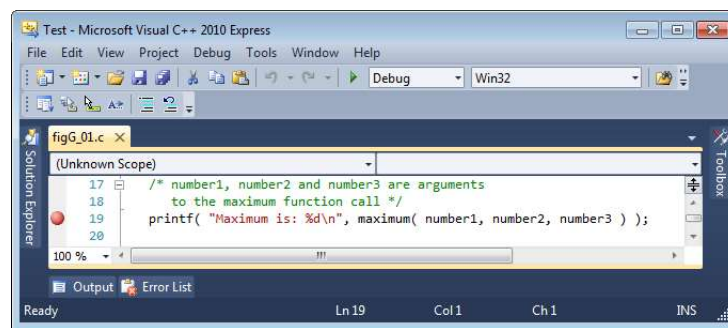 Test - Microsoft Visual C++ 2010 Express
File Edit View Project Debug Tools Window Help
Debug Win32
figG_01.c
(Unknown Scope)
17 /* number1, number2 and number3 are arguments
18 to the maximum function call */
19 printf( "Maximum is: %d\n", maximum( number1, number2, number3 ) );
20
100 %
Solution Explorer
Toolbox
Output Error List
Ready Ln 19 Col 1 Ch 1 INS